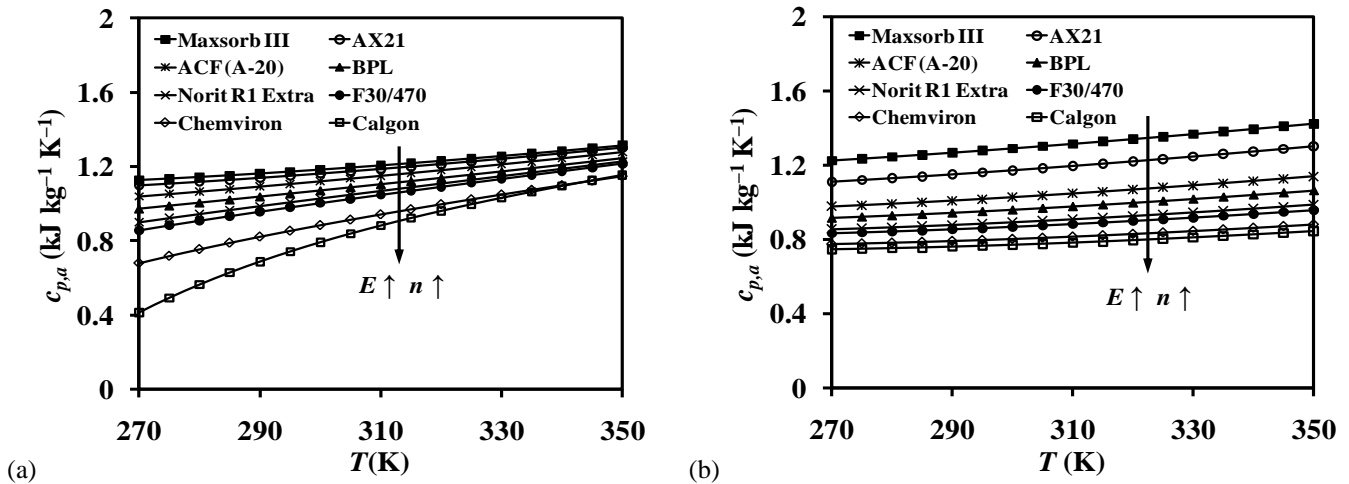 2
1.6
1.2
0.8
0.4
0
c_{p,a} (kJ kg⁻¹ K⁻¹)
Maxsorb III AX21
ACF (A-20) BPL
Norit R1 Extra F30/470
Chemviron Calgon
E ↑ n ↑
270 290 310 330 350
T(K)
(a)
2
1.6
1.2
0.8
0.4
0
c_{p,a} (kJ kg⁻¹ K⁻¹)
Maxsorb III AX21
ACF (A-20) BPL
Norit R1 Extra F30/470
Chemviron Calgon
E ↑ n ↑
270 290 310 330 350
T (K)
(b)